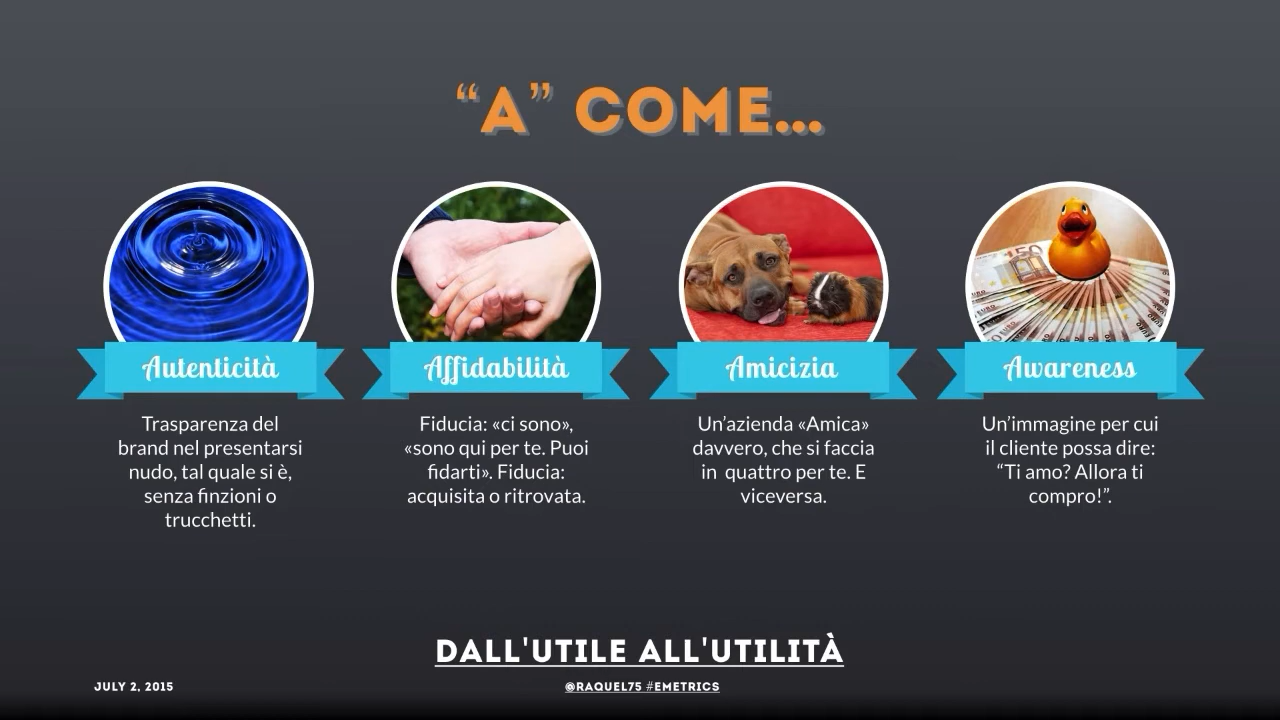 “A” COME...
Autenticità
Trasparenza del
brand nel presentarsi
nudo, tal quale si è,
senza finzioni o
trucchetti.
Affidabilità
Fiducia: «ci sono»,
«sono qui per te. Puoi
fidarti». Fiducia:
acquisita o ritrovata.
Amicizia
Un’azienda «Amica»
davvero, che si faccia
in quattro per te. E
viceversa.
Awareness
Un’immagine per cui
il cliente possa dire:
“Ti amo? Allora ti
compro!”.
DALL'UTILE ALL'UTILITÀ
JULY 2, 2015
@RAQUEL75 #EMETRICS